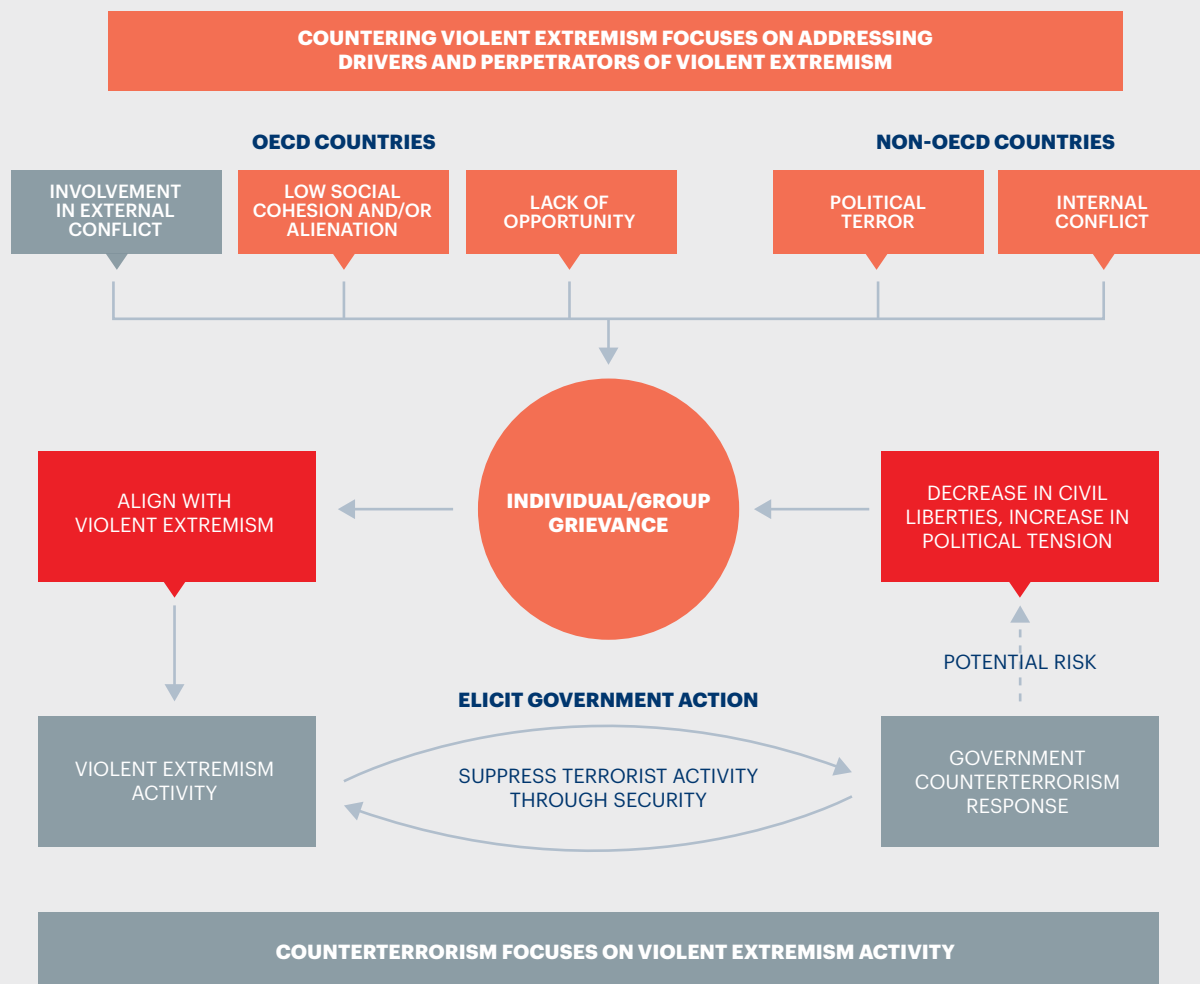 COUNTERING VIOLENT EXTREMISM FOCUSES ON ADDRESSING
DRIVERS AND PERPETRATORS OF VIOLENT EXTREMISM
OECD COUNTRIES
NON-OECD COUNTRIES
INVOLVEMENT
IN EXTERNAL
CONFLICT
LOW SOCIAL
COHESION AND/OR
ALIENATION
LACK OF
OPPORTUNITY
POLITICAL
TERROR
INTERNAL
CONFLICT
ALIGN WITH
VIOLENT EXTREMISM
INDIVIDUAL/GROUP
GRIEVANCE
DECREASE IN CIVIL
LIBERTIES, INCREASE IN
POLITICAL TENSION
POTENTIAL RISK
ELICIT GOVERNMENT ACTION
VIOLENT EXTREMISM
ACTIVITY
SUPPRESS TERRORIST ACTIVITY
THROUGH SECURITY
GOVERNMENT
COUNTERTERRORISM
RESPONSE
COUNTERTERRORISM FOCUSES ON VIOLENT EXTREMISM ACTIVITY